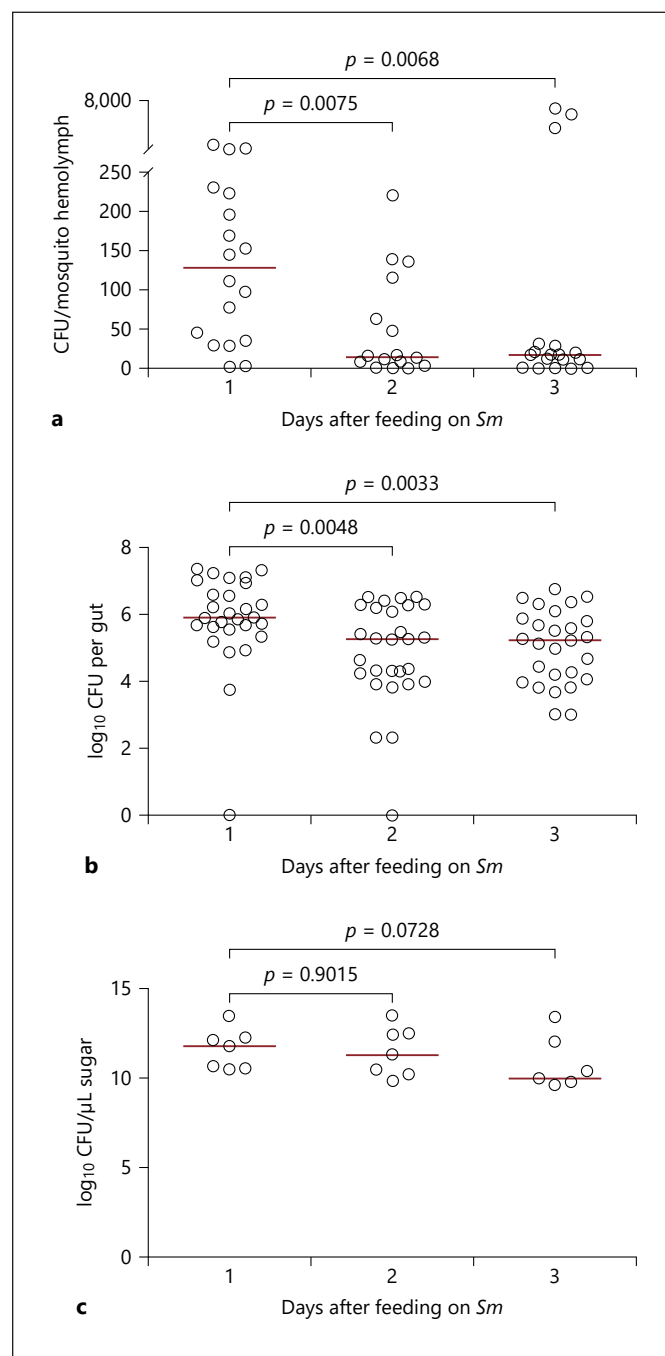 p = 0.0068
p = 0.0075
8,000
250
200
150
100
50
0
CFU/mosquito hemolymph
1 2 3
a
Days after feeding on Sm
p = 0.0033
p = 0.0048
8
6
4
2
0
log₁₀ CFU per gut
1 2 3
b
Days after feeding on Sm
p = 0.0728
p = 0.9015
15
10
5
0
log₁₀ CFU/µL sugar
1 2 3
c
Days after feeding on Sm